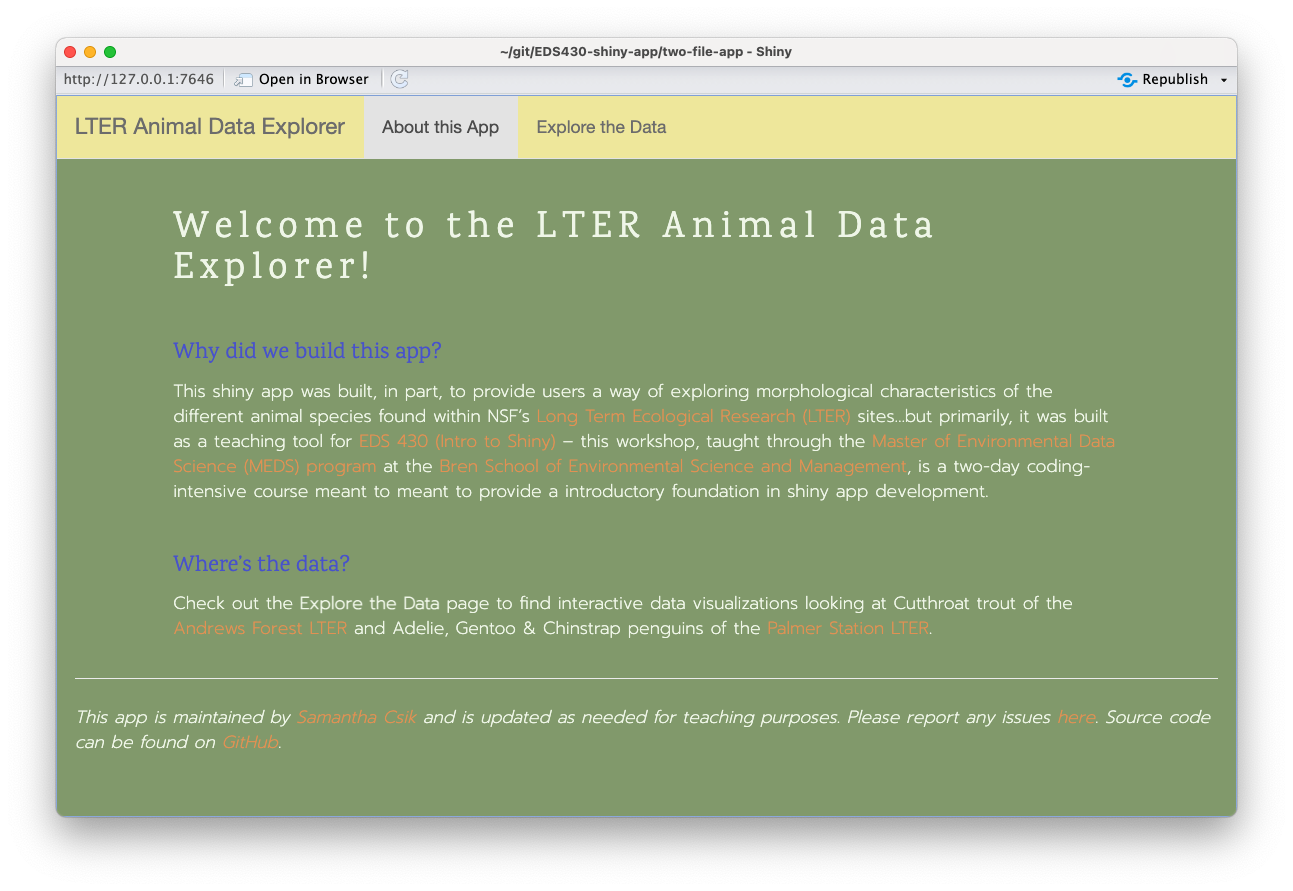 ~/git/EDS430-shiny-app/two-file-app - Shiny
http://127.0.0.1:7646 Open in Browser Republish
LTER Animal Data Explorer About this App Explore the Data
Welcome to the LTER Animal Data
Explorer!
Why did we build this app?
This shiny app was built, in part, to provide users a way of exploring morphological characteristics of the
different animal species found within NSF's Long Term Ecological Research (LTER) sites...but primarily, it was built
as a teaching tool for EDS 430 (Intro to Shiny) – this workshop, taught through the Master of Environmental Data
Science (MEDS) program at the Bren School of Environmental Science and Management, is a two-day coding-
intensive course meant to meant to provide a introductory foundation in shiny app development.
Where's the data?
Check out the Explore the Data page to find interactive data visualizations looking at Cutthroat trout of the
Andrews Forest LTER and Adelie, Gentoo & Chinstrap penguins of the Palmer Station LTER.
This app is maintained by Samantha Csik and is updated as needed for teaching purposes. Please report any issues here. Source code
can be found on GitHub.